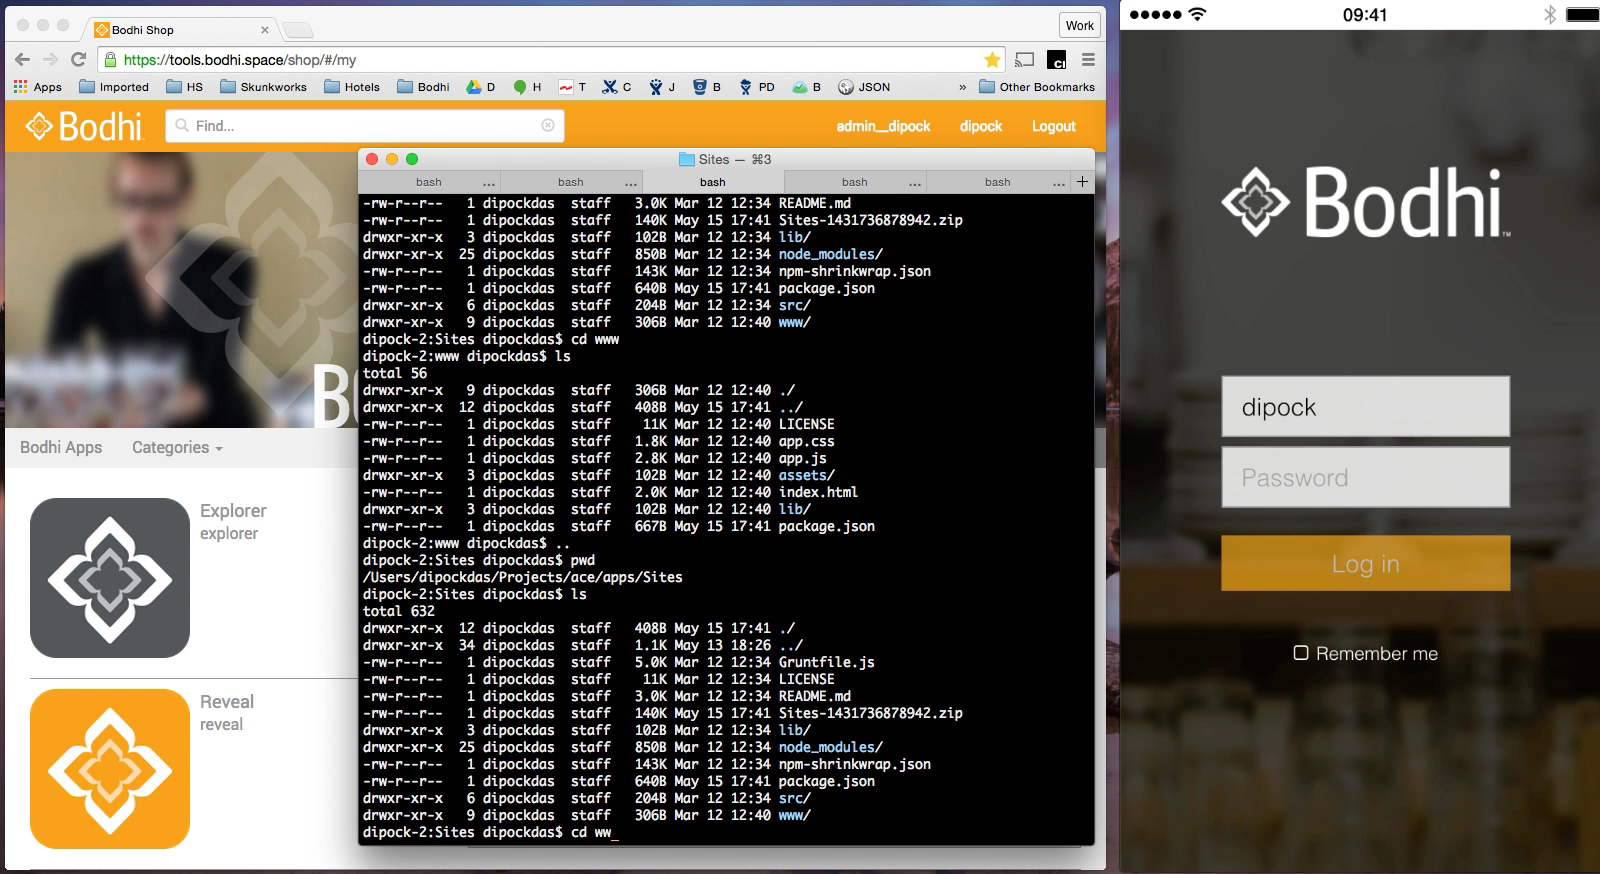 Bodhi Shop
Work
https://tools.bodhi.space/shop/#/my
Apps Imported HS Skunkworks Hotels Bodhi D H T C J B PD B JSON » Other Bookmarks
Bodhi
Find...
admin__dipock dipock Logout
B
Bodhi Apps Categories
Explorer
explorer
Reveal
reveal
Sites — ⌘3
bash ... bash ... bash bash ... bash ... +
-rw-r--r-- 1 dipockdas staff 3.0K Mar 12 12:34 README.md
-rw-r--r-- 1 dipockdas staff 140K May 15 17:41 Sites-1431736878942.zip
drwxr-xr-x 3 dipockdas staff 102B Mar 12 12:34 lib/
drwxr-xr-x 25 dipockdas staff 850B Mar 12 12:34 node_modules/
-rw-r--r-- 1 dipockdas staff 143K Mar 12 12:34 npm-shrinkwrap.json
-rw-r--r-- 1 dipockdas staff 640B May 15 17:41 package.json
drwxr-xr-x 6 dipockdas staff 204B Mar 12 12:34 src/
drwxr-xr-x 9 dipockdas staff 306B Mar 12 12:40 www/
dipock-2:Sites dipockdas$ cd www
dipock-2:www dipockdas$ ls
total 56
drwxr-xr-x 9 dipockdas staff 306B Mar 12 12:40 ./
drwxr-xr-x 12 dipockdas staff 408B May 15 17:41 ../
-rw-r--r-- 1 dipockdas staff 11K Mar 12 12:40 LICENSE
-rw-r--r-- 1 dipockdas staff 1.8K Mar 12 12:40 app.css
-rw-r--r-- 1 dipockdas staff 2.8K Mar 12 12:40 app.js
drwxr-xr-x 3 dipockdas staff 102B Mar 12 12:40 assets/
-rw-r--r-- 1 dipockdas staff 2.0K Mar 12 12:40 index.html
drwxr-xr-x 3 dipockdas staff 102B Mar 12 12:40 lib/
-rw-r--r-- 1 dipockdas staff 667B May 15 17:41 package.json
dipock-2:www dipockdas$ ..
dipock-2:Sites dipockdas$ pwd
/Users/dipockdas/Projects/ace/apps/Sites
dipock-2:Sites dipockdas$ ls
total 632
drwxr-xr-x 12 dipockdas staff 408B May 15 17:41 ./
drwxr-xr-x 34 dipockdas staff 1.1K May 13 18:26 ../
-rw-r--r-- 1 dipockdas staff 5.0K Mar 12 12:34 Gruntfile.js
-rw-r--r-- 1 dipockdas staff 11K Mar 12 12:34 LICENSE
-rw-r--r-- 1 dipockdas staff 3.0K Mar 12 12:34 README.md
-rw-r--r-- 1 dipockdas staff 140K May 15 17:41 Sites-1431736878942.zip
drwxr-xr-x 3 dipockdas staff 102B Mar 12 12:34 lib/
drwxr-xr-x 25 dipockdas staff 850B Mar 12 12:34 node_modules/
-rw-r--r-- 1 dipockdas staff 143K Mar 12 12:34 npm-shrinkwrap.json
-rw-r--r-- 1 dipockdas staff 640B May 15 17:41 package.json
drwxr-xr-x 6 dipockdas staff 204B Mar 12 12:34 src/
drwxr-xr-x 9 dipockdas staff 306B Mar 12 12:40 www/
dipock-2:Sites dipockdas$ cd ww_
09:41
Bodhi™
dipock
Password
Log in
Remember me